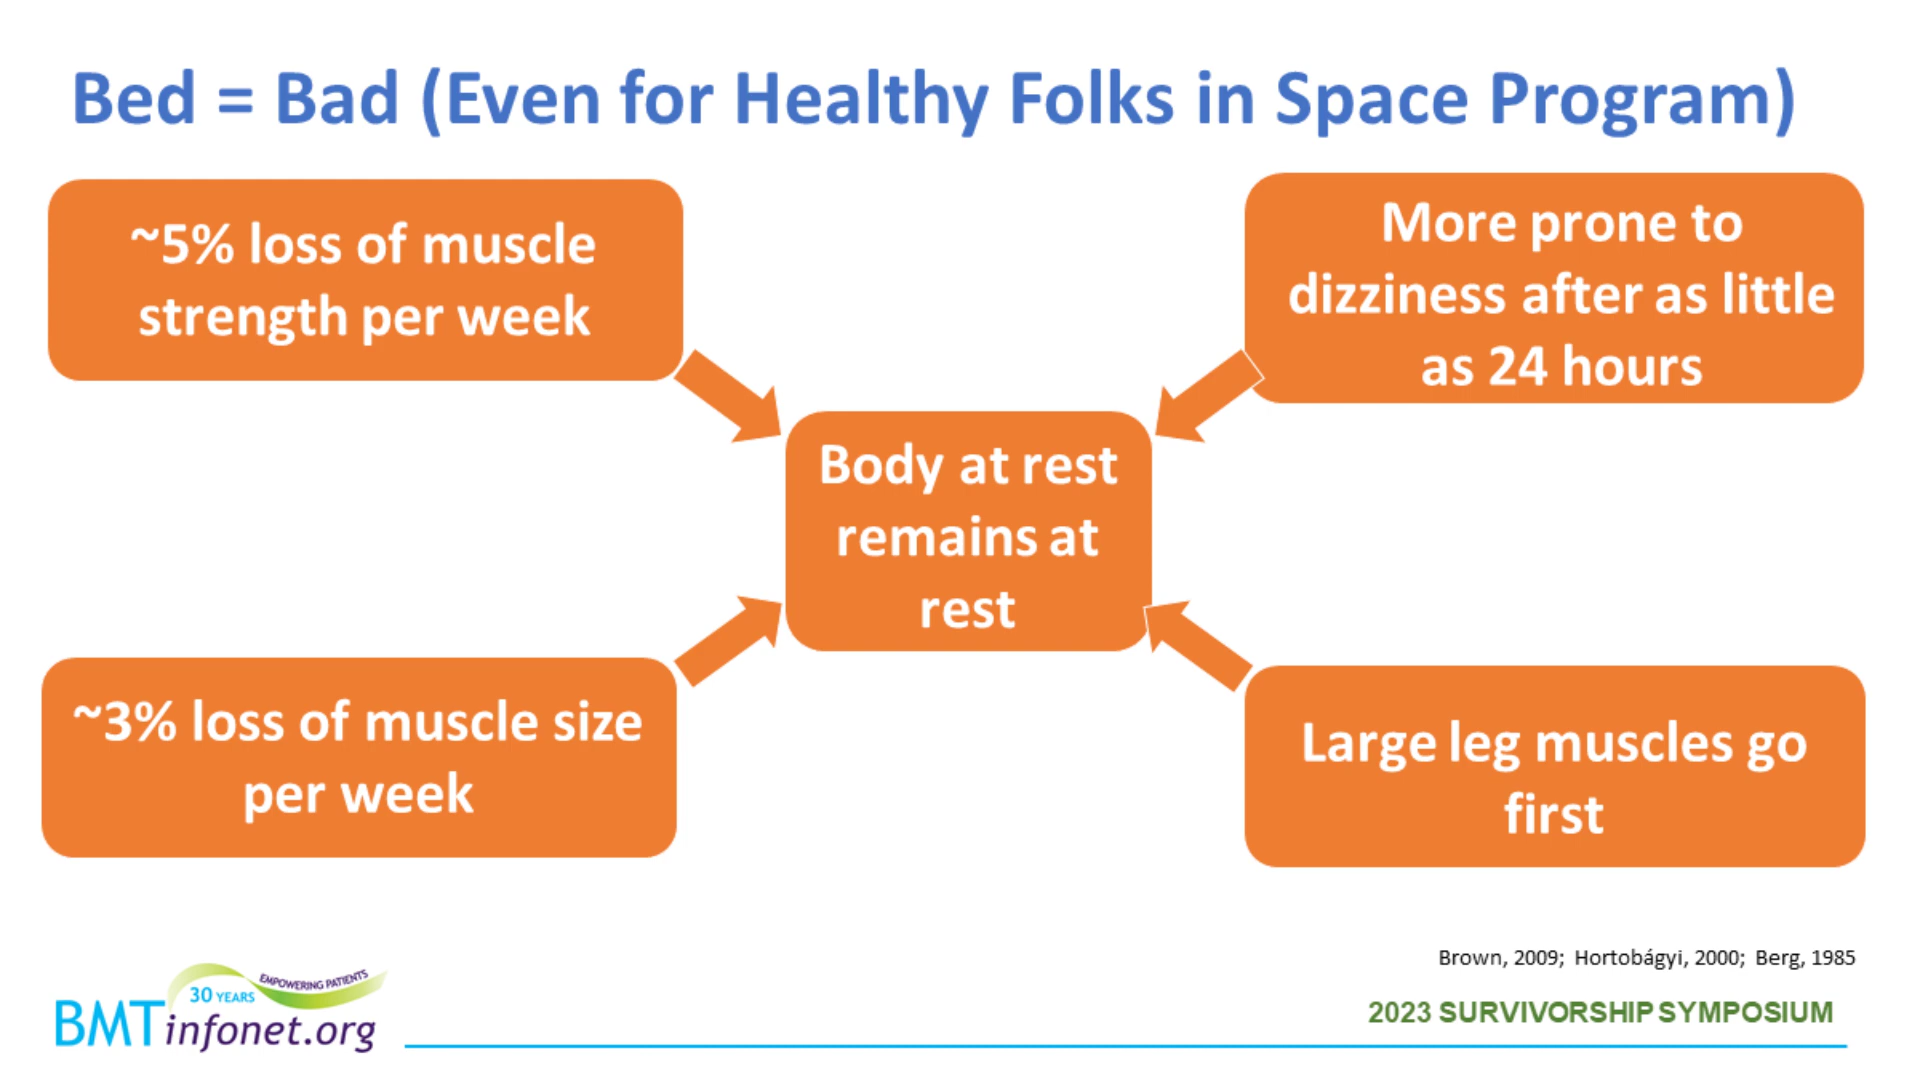 Bed = Bad (Even for Healthy Folks in Space Program)
~5% loss of muscle
strength per week
More prone to
dizziness after as little
as 24 hours
Body at rest
remains at
rest
~3% loss of muscle size
per week
Large leg muscles go
first
Brown, 2009; Hortobágyi, 2000; Berg, 1985
30 YEARS
EMPOWERING PATIENTS
BMTinfonet.org
2023 SURVIVORSHIP SYMPOSIUM